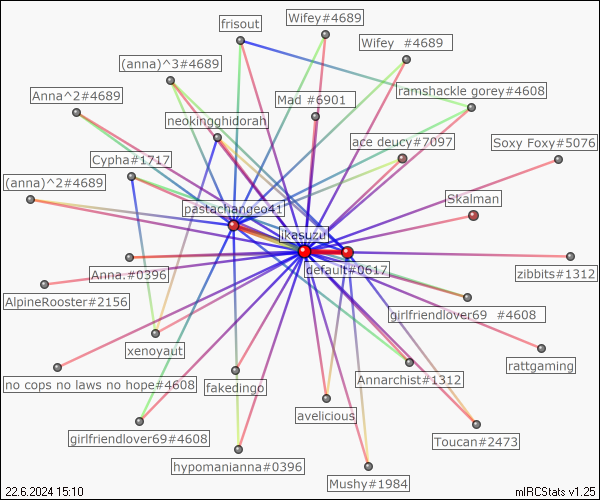 frisout
Wifey#4689
Wifey  #4689
(anna)^3#4689
ramshackle gorey#4608
Anna^2#4689
Mad #6901
neokingghidorah
ace deucy#7097
Soxy Foxy#5076
Cypha#1717
(anna)^2#4689
Skalman
pastachangeo41
ikasuzu
default#0617
Anna.#0396
zibbits#1312
AlpineRooster#2156
girlfriendlover69  #4608
xenoyaut
rattgaming
no cops no laws no hope#4608
fakedingo
Annarchist#1312
avelicious
girlfriendlover69#4608
Toucan#2473
hypomanianna#0396
Mushy#1984
22.6.2024 15:10
mIRCStats v1.25